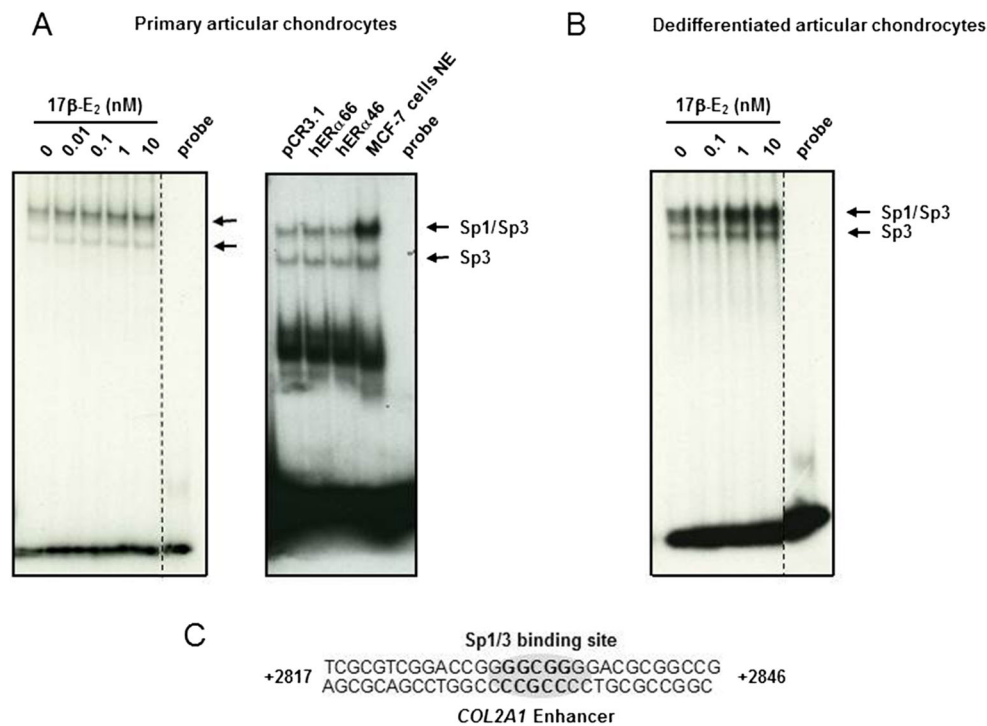 A
Primary articular chondrocytes
17β-E2 (nM)
0 0.01 0.1 1 10 probe
pCR3.1 hERα66 hERα46 MCF-7 cells NE probe
Sp1/Sp3
Sp3
B
Dedifferentiated articular chondrocytes
17β-E2 (nM)
0 0.1 1 10 probe
Sp1/Sp3
Sp3
C
Sp1/3 binding site
+2817 TCGCGTCGGACCGGGGCGGGGACGCGGCCG +2846
AGCGCAGCCTGGCCCCGCCCCTGCGCCGGC
COL2A1 Enhancer